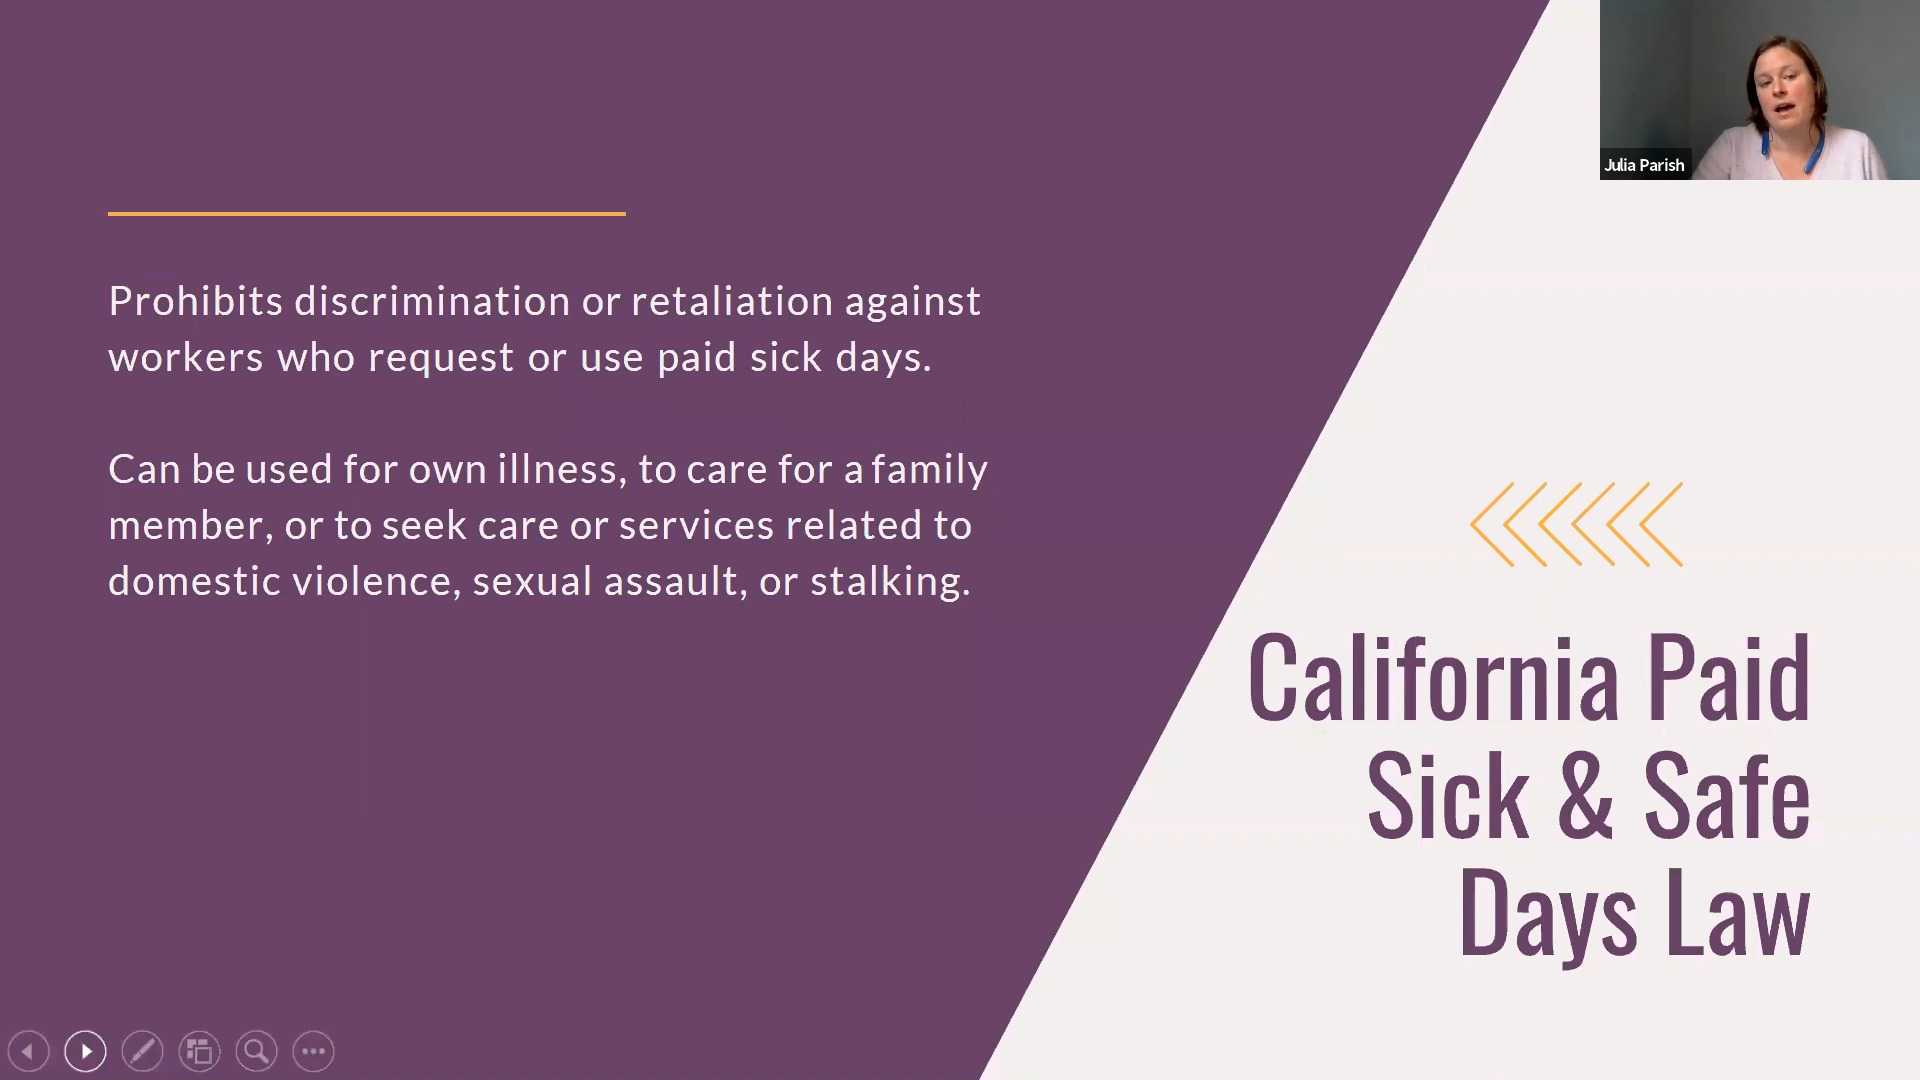 Julia Parish
Prohibits discrimination or retaliation against
workers who request or use paid sick days.
Can be used for own illness, to care for a family
member, or to seek care or services related to
domestic violence, sexual assault, or stalking.
California Paid
Sick & Safe
Days Law